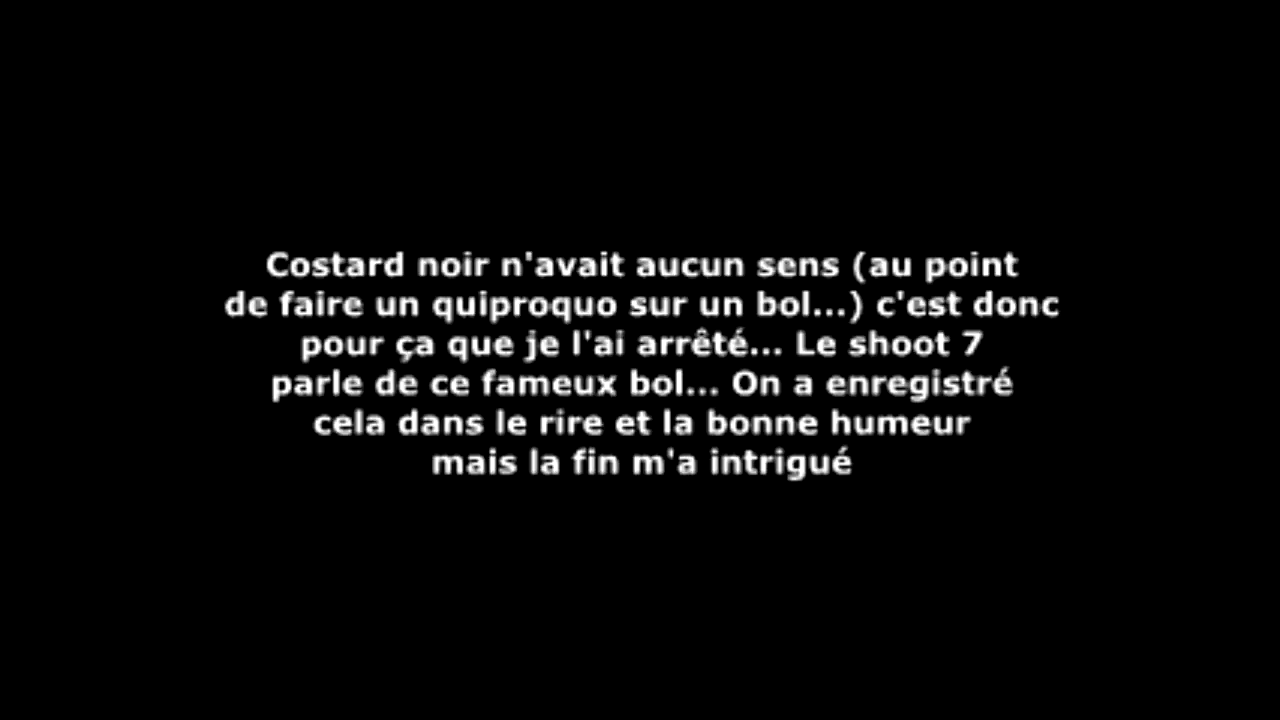 Costard noir n'avait aucun sens (au point
de faire un quiproquo sur un bol...) c'est donc
pour ça que je l'ai arrêté... Le shoot 7
parle de ce fameux bol... On a enregistré
cela dans le rire et la bonne humeur
mais la fin m'a intrigué